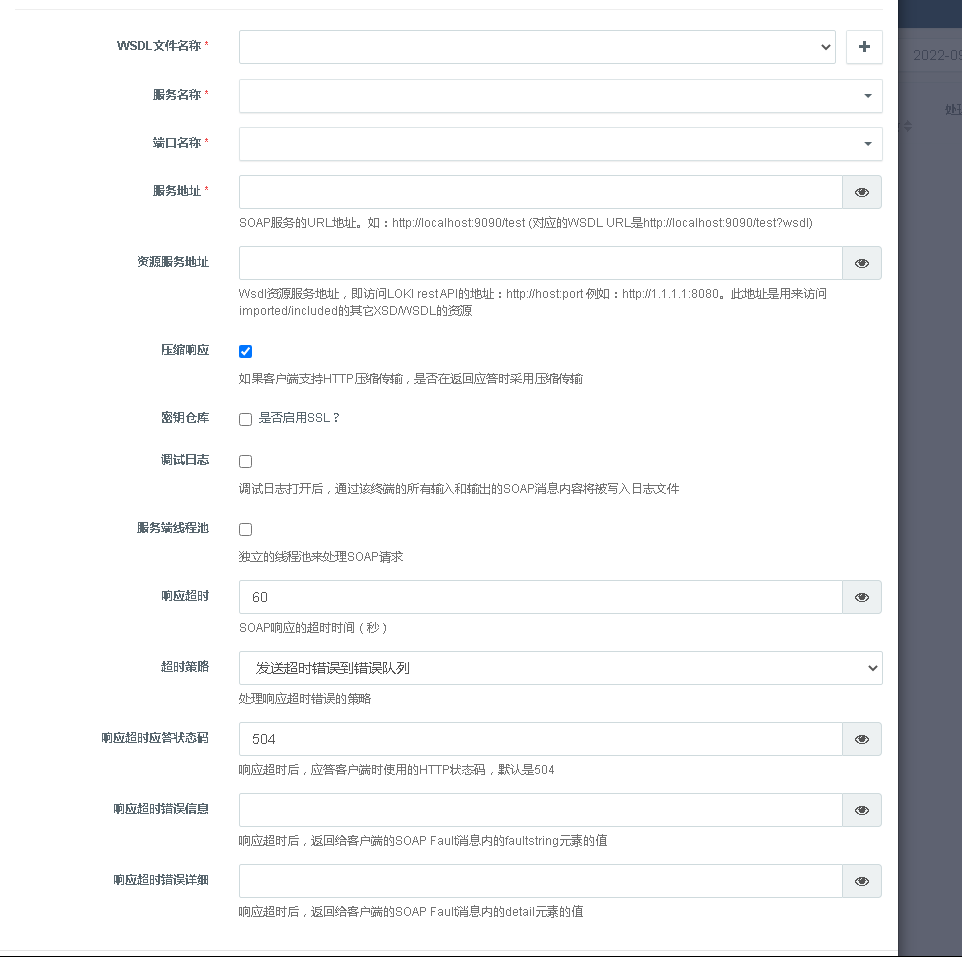 2022-09
处理
WSDL文件名称 *
服务名称 *
端口名称 *
服务地址 *
SOAP服务的URL地址。如：http://localhost:9090/test (对应的WSDL URL是http://localhost:9090/test?wsdl)
资源服务地址
Wsdl资源服务地址，即访问LOKI rest API的地址：http://host:port 例如：http://1.1.1.1:8080。此地址是用来访问
imported/included的其它XSD/WSDL的资源
压缩响应
如果客户端支持HTTP压缩传输，是否在返回应答时采用压缩传输
密钥仓库
是否启用SSL？
调试日志
调试日志打开后，通过该终端的所有输入和输出的SOAP消息内容将被写入日志文件
服务端线程池
独立的线程池来处理SOAP请求
响应超时
60
SOAP响应的超时时间（秒）
超时策略
发送超时错误到错误队列
处理响应超时错误的策略
响应超时应答状态码
504
响应超时后，应答客户端时使用的HTTP状态码，默认是504
响应超时错误信息
响应超时后，返回给客户端的SOAP Fault消息内的faultstring元素的值
响应超时错误详细
响应超时后，返回给客户端的SOAP Fault消息内的detail元素的值